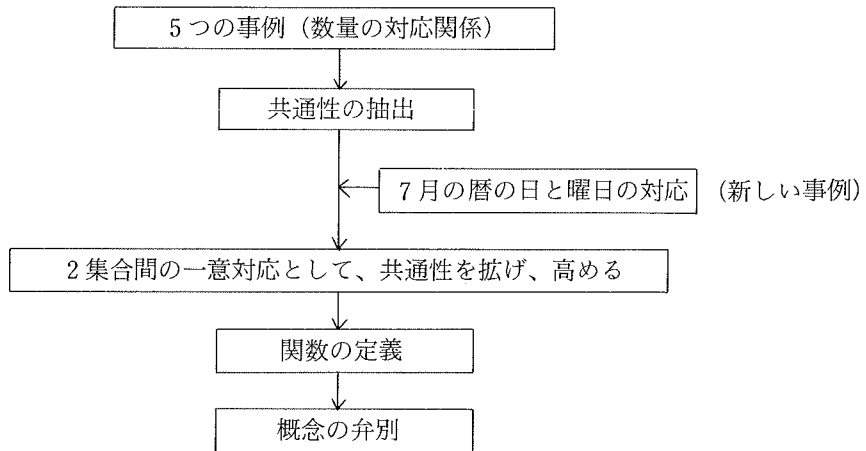 5つの事例（数量の対応関係）
共通性の抽出
7月の暦の日と曜日の対応 （新しい事例）
2集合間の一意対応として、共通性を拡げ、高める
関数の定義
概念の弁別